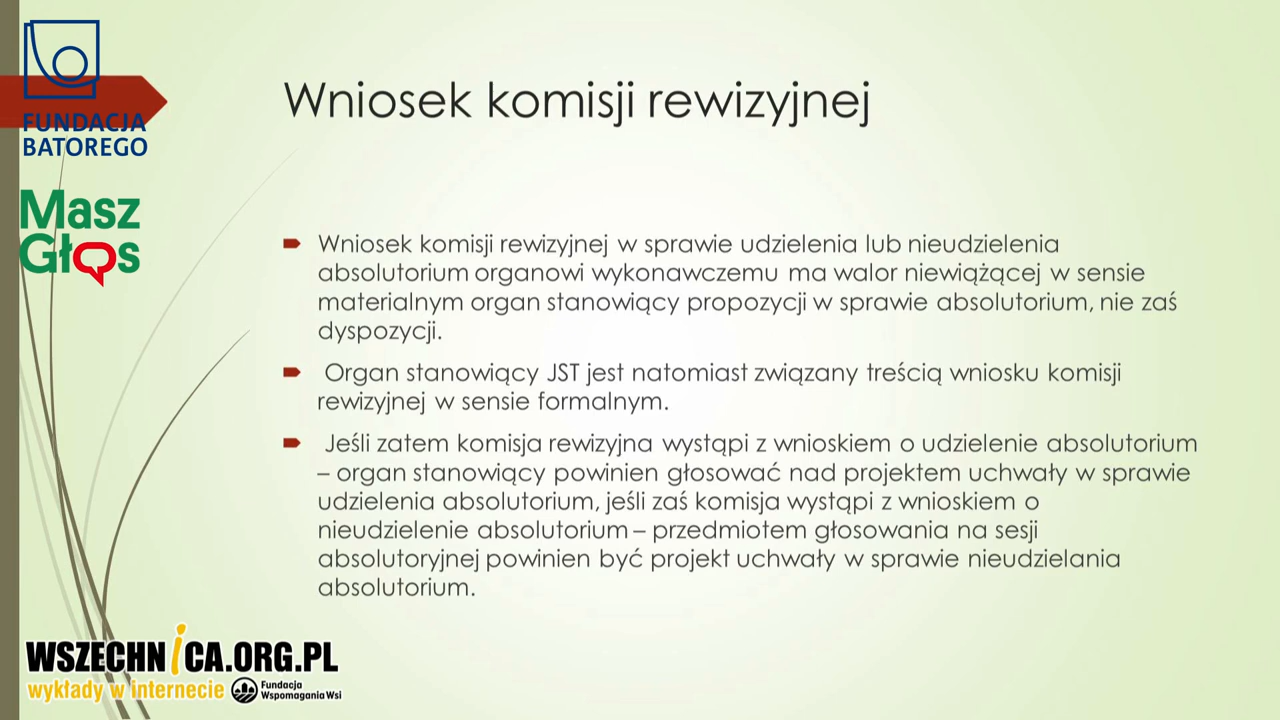 FUNDACJA
BATOREGO
Masz
Głos
Wniosek komisji rewizyjnej
Wniosek komisji rewizyjnej w sprawie udzielenia lub nieudzielenia
absolutorium organowi wykonawczemu ma walor niewiążącej w sensie
materialnym organ stanowiący propozycji w sprawie absolutorium, nie zaś
dyspozycji.
Organ stanowiący JST jest natomiast związany treścią wniosku komisji
rewizyjnej w sensie formalnym.
Jeśli zatem komisja rewizyjna wystąpi z wnioskiem o udzielenie absolutorium
– organ stanowiący powinien głosować nad projektem uchwały w sprawie
udzielenia absolutorium, jeśli zaś komisja wystąpi z wnioskiem o
nieudzielenie absolutorium – przedmiotem głosowania na sesji
absolutoryjnej powinien być projekt uchwały w sprawie nieudzielania
absolutorium.
WSZECHNiCA.ORG.PL
wykłady w internecie
Fundacja
Wspomagania Wsi